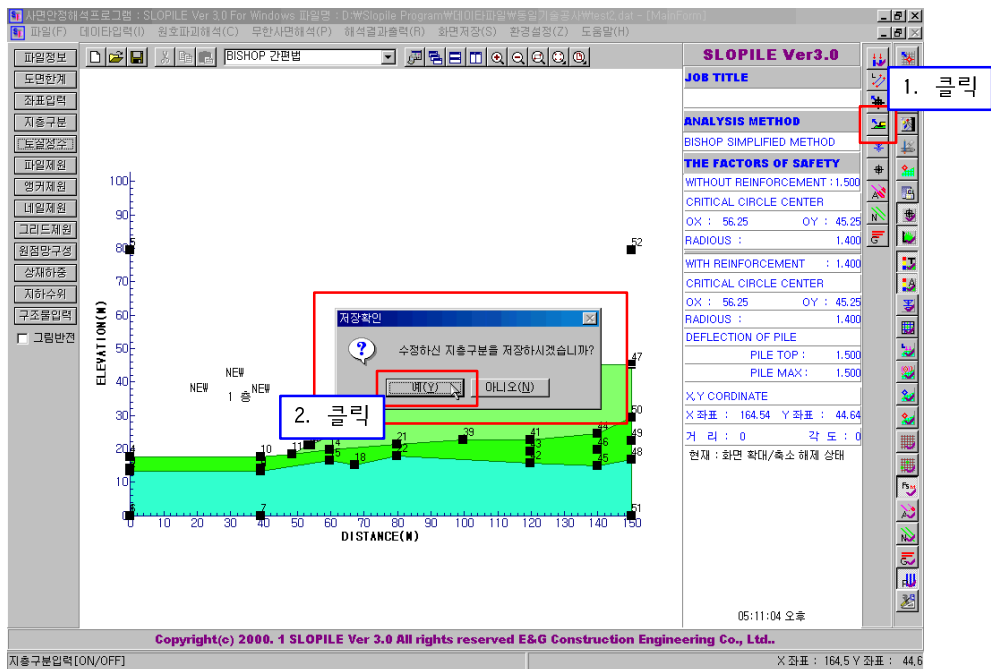 사면안정해석프로그램 : SLOPILE Ver 3,0 For Windows 파일명 : D:\Slopile Program\데이타파일\동일기술공사\test2.dat - [MainForm]
파일(F) 데이타입력(I) 원호파괴해석(C) 무한사면해석(P) 해석결과출력(R) 화면저장(S) 환경설정(Z) 도움말(H)
파일정보
도면한계
좌표입력
지층구분
토질정수
파일제원
앵커제원
네일제원
그리드제원
원점망구성
상재하중
지하수위
구조물입력
그림반전
BISHOP 간편법
100
90
80
70
60
50
40
30
20
10
0
ELEVATION(M)
5
52
47
NEW
NEW
NEW
1 층
50
49
48
44
46
45
41
43
42
39
21
22
14
15
18
11
10
4
6
7
51
0 10 20 30 40 50 60 70 80 90 100 110 120 130 140 150
DISTANCE(M)
저장확인
수정하신 지층구분을 저장하시겠습니까?
예(Y)
아니오(N)
1. 클릭
2. 클릭
SLOPILE Ver3.0
JOB TITLE
ANALYSIS METHOD
BISHOP SIMPLIFIED METHOD
THE FACTORS OF SAFETY
WITHOUT REINFORCEMENT : 1.500
CRITICAL CIRCLE CENTER
OX : 56.25 OY : 45.25
RADIOUS : 1.400
WITH REINFORCEMENT : 1.400
CRITICAL CIRCLE CENTER
OX : 56.25 OY : 45.25
RADIOUS : 1.400
DEFLECTION OF PILE
PILE TOP : 1.500
PILE MAX : 1.500
X,Y CORDINATE
X 좌표 : 164.54 Y 좌표 : 44.64
거 리 : 0 각 도 : 0
현재 : 화면 확대/축소 해제 상태
05:11:04 오후
Copyright(c) 2000. 1 SLOPILE Ver 3.0 All rights reserved E&G Construction Engineering Co., Ltd..
지층구분입력[ON/OFF]
X 좌표 : 164,5 Y 좌표 : 44,6